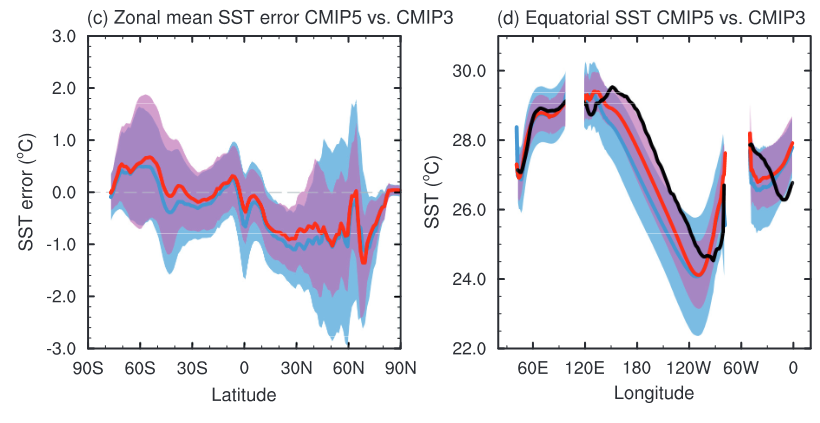 (c) Zonal mean SST error CMIP5 vs. CMIP3
3.0
2.0
1.0
0.0
-1.0
-2.0
-3.0
SST error (°C)
90S 60S 30S 0 30N 60N 90N
Latitude
(d) Equatorial SST CMIP5 vs. CMIP3
30.0
28.0
26.0
24.0
22.0
SST (°C)
60E 120E 180 120W 60W 0
Longitude